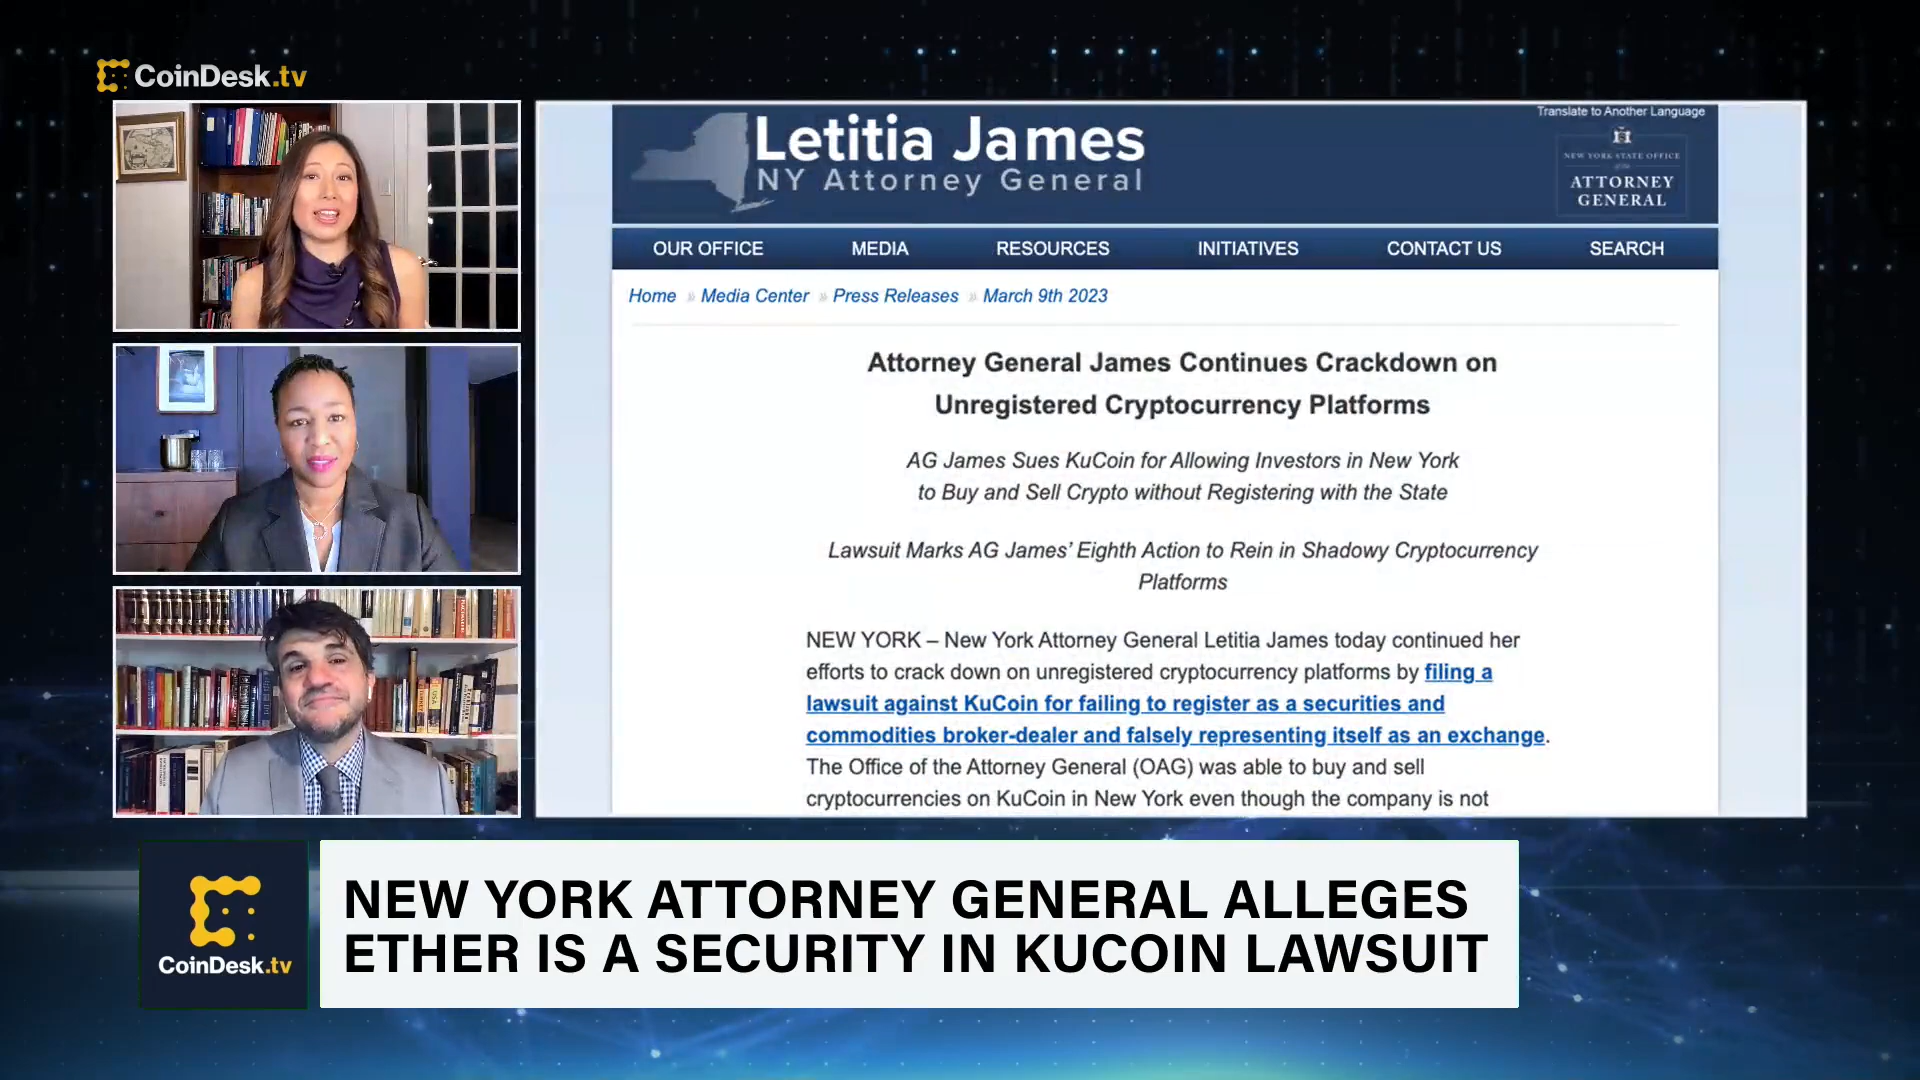 CoinDesk.tv
Translate to Another Language
Letitia James
NY Attorney General
NEW YORK STATE OFFICE
of the
ATTORNEY
GENERAL
OUR OFFICE MEDIA RESOURCES INITIATIVES CONTACT US SEARCH
Home » Media Center » Press Releases » March 9th 2023
Attorney General James Continues Crackdown on
Unregistered Cryptocurrency Platforms
AG James Sues KuCoin for Allowing Investors in New York
to Buy and Sell Crypto without Registering with the State
Lawsuit Marks AG James’ Eighth Action to Rein in Shadowy Cryptocurrency
Platforms
NEW YORK – New York Attorney General Letitia James today continued her
efforts to crack down on unregistered cryptocurrency platforms by filing a
lawsuit against KuCoin for failing to register as a securities and
commodities broker-dealer and falsely representing itself as an exchange.
The Office of the Attorney General (OAG) was able to buy and sell
cryptocurrencies on KuCoin in New York even though the company is not
CoinDesk.tv
NEW YORK ATTORNEY GENERAL ALLEGES
ETHER IS A SECURITY IN KUCOIN LAWSUIT